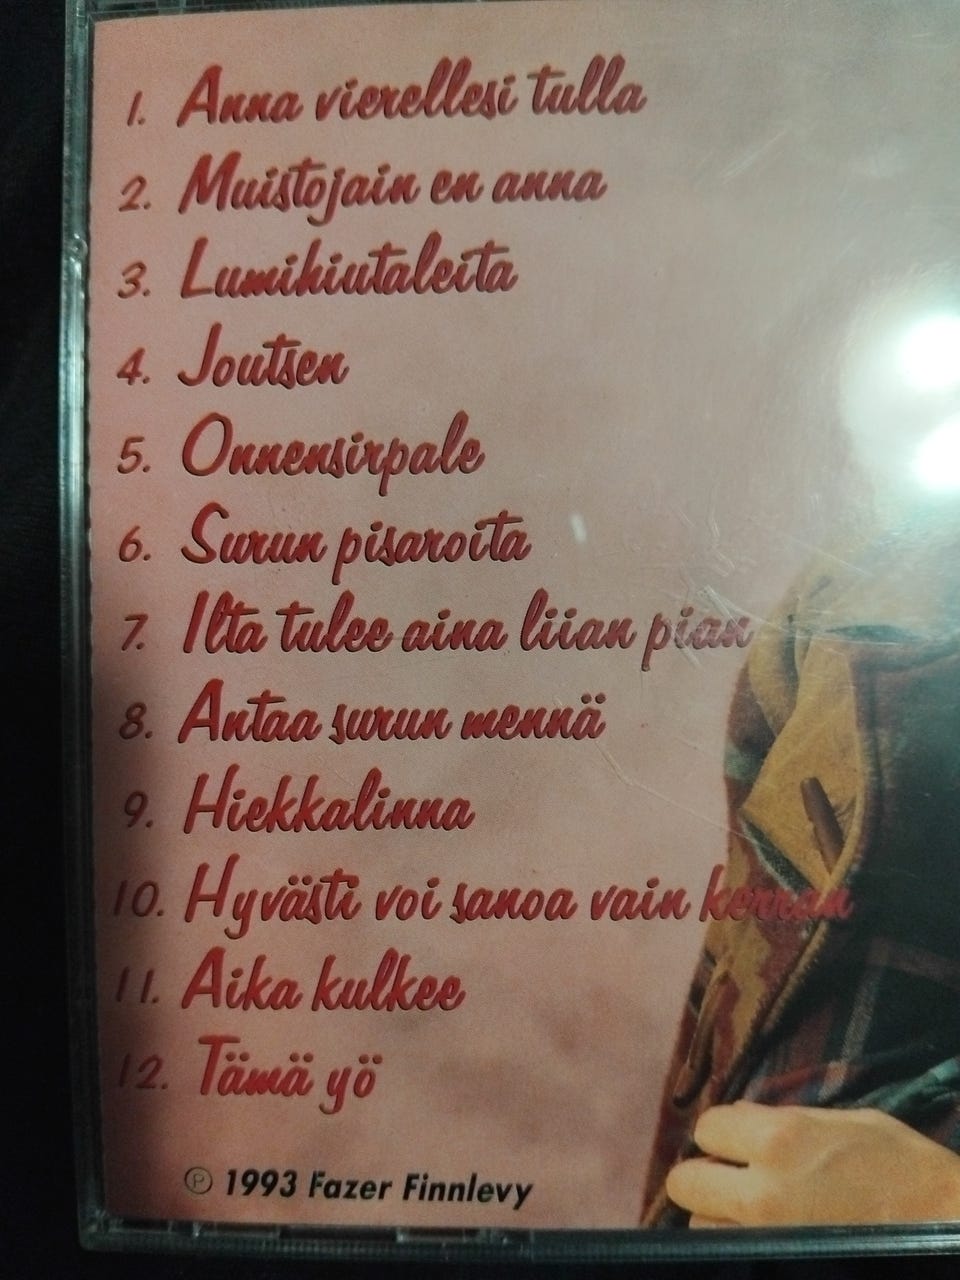 1. Anna vierellesi tulla
2. Muistojain en anna
3. Lumihiutaleita
4. Joutsen
5. Onnensirpale
6. Surun pisaroita
7. Ilta tulee aina liian pian
8. Antaa surun mennä
9. Hiekkalinna
10. Hyvästi voi sanoa vain kerran
11. Aika kulkee
12. Tämä yö
℗ 1993 Fazer Finnlevy